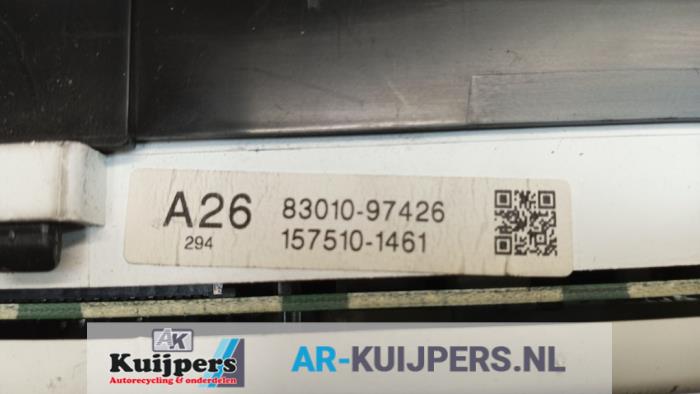 A26 83010-97426
294 157510-1461
AK
Kuijpers
Autorecycling & onderdelen
AR-KUIJPERS.NL